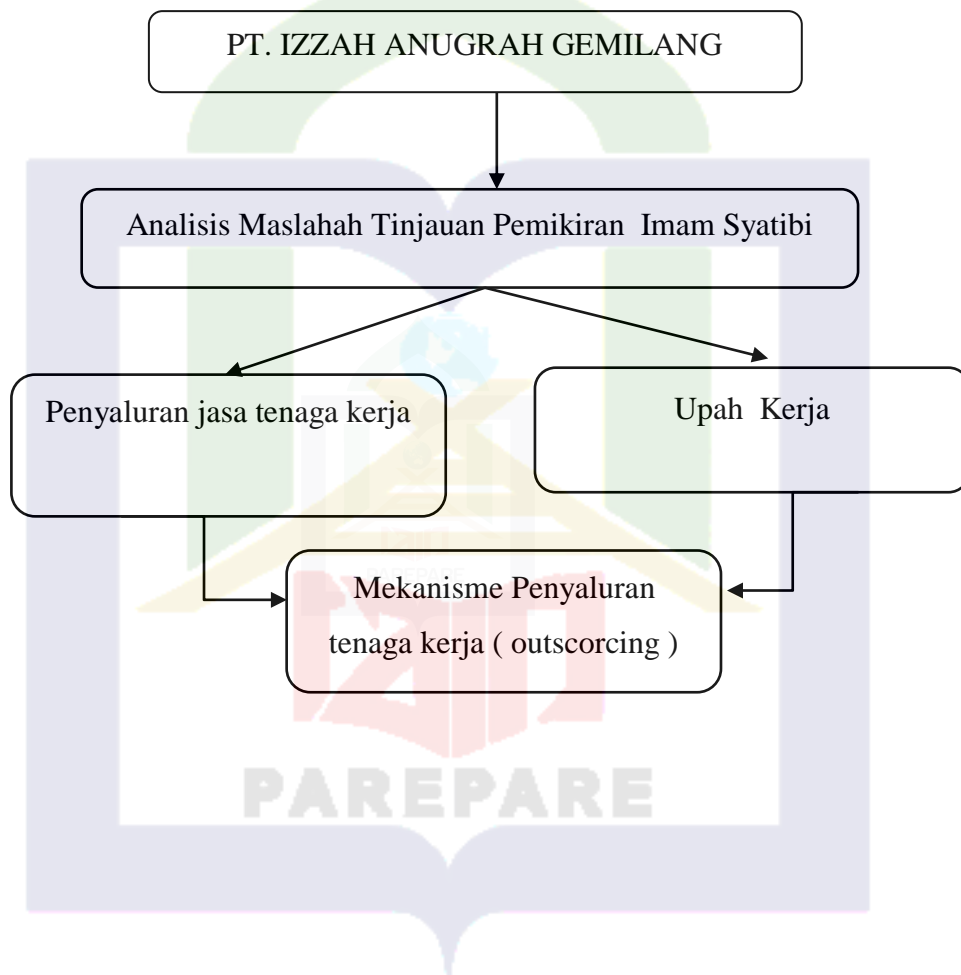 PT. IZZAH ANUGRAH GEMILANG
Analisis Maslahah Tinjauan Pemikiran Imam Syatibi
Penyaluran jasa tenaga kerja
Upah Kerja
Mekanisme Penyaluran
tenaga kerja ( outscorcing )
PAREPARE
PAREPARE